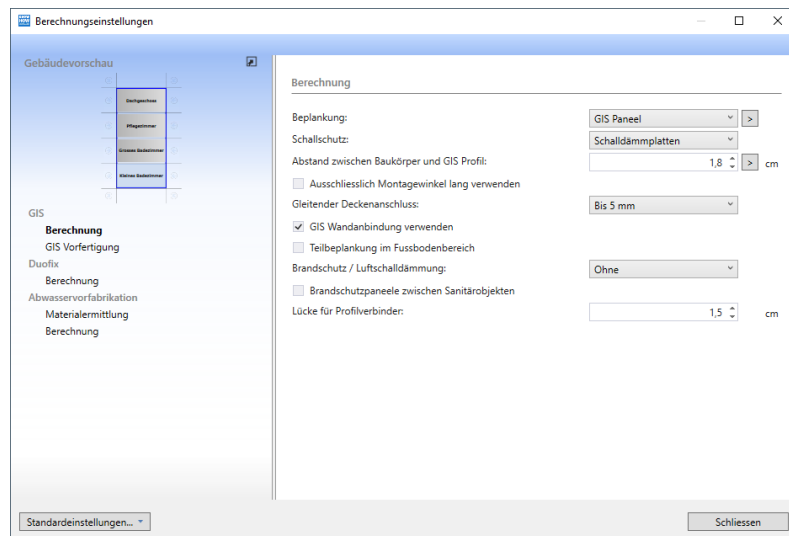 Berechnungseinstellungen
Gebäudevorschau
Dachgeschoss
Pflegezimmer
Grosses Badezimmer
Kleines Badezimmer
GIS
Berechnung
GIS Vorfertigung
Duofix
Berechnung
Abwasservorfabrikation
Materialermittlung
Berechnung
Berechnung
Beplankung: GIS Paneel >
Schallschutz: Schalldämmplatten
Abstand zwischen Baukörper und GIS Profil: 1,8 > cm
Ausschliesslich Montagewinkel lang verwenden
Gleitender Deckenanschluss: Bis 5 mm
GIS Wandanbindung verwenden
Teilbeplankung im Fussbodenbereich
Brandschutz / Luftschalldämmung: Ohne
Brandschutzpaneele zwischen Sanitärobjekten
Lücke für Profilverbinder: 1,5 cm
Standardeinstellungen...
Schliessen